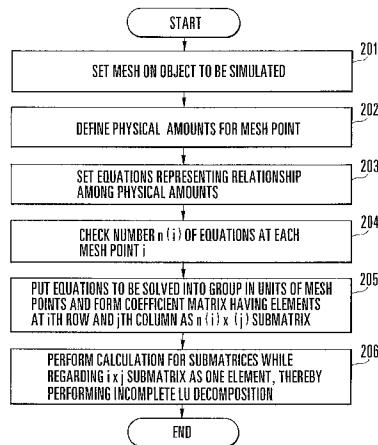 START
201
SET MESH ON OBJECT TO BE SIMULATED
202
DEFINE PHYSICAL AMOUNTS FOR MESH POINT
203
SET EQUATIONS REPRESENTING RELATIONSHIP
AMONG PHYSICAL AMOUNTS
204
CHECK NUMBER n(i) OF EQUATIONS AT EACH
MESH POINT i
205
PUT EQUATIONS TO BE SOLVED INTO GROUP IN UNITS OF MESH
POINTS AND FORM COEFFICIENT MATRIX HAVING ELEMENTS
AT iTH ROW AND jTH COLUMN AS n(i) x (j) SUBMATRIX
206
PERFORM CALCULATION FOR SUBMATRICES WHILE
REGARDING i x j SUBMATRIX AS ONE ELEMENT, THEREBY
PERFORMING INCOMPLETE LU DECOMPOSITION
END